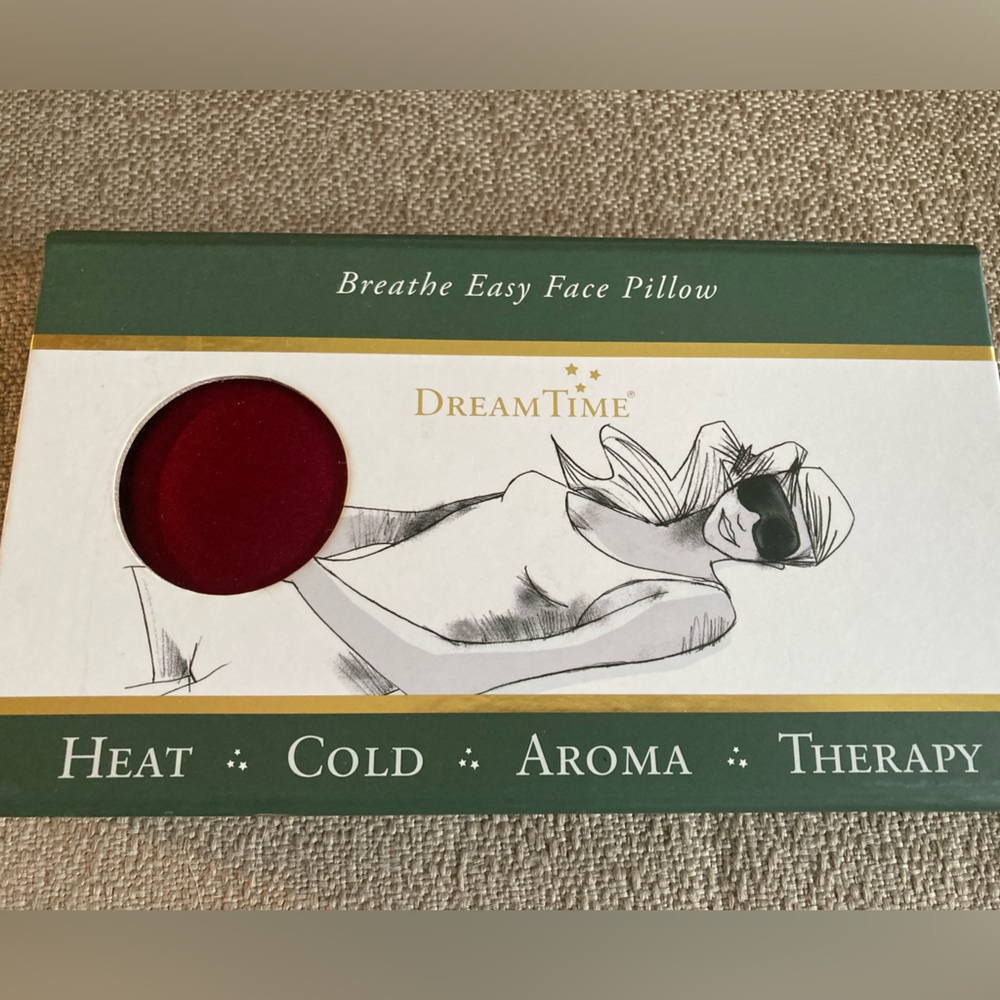 Breathe Easy Face Pillow
DREAMTIME®
HEAT COLD AROMA THERAPY